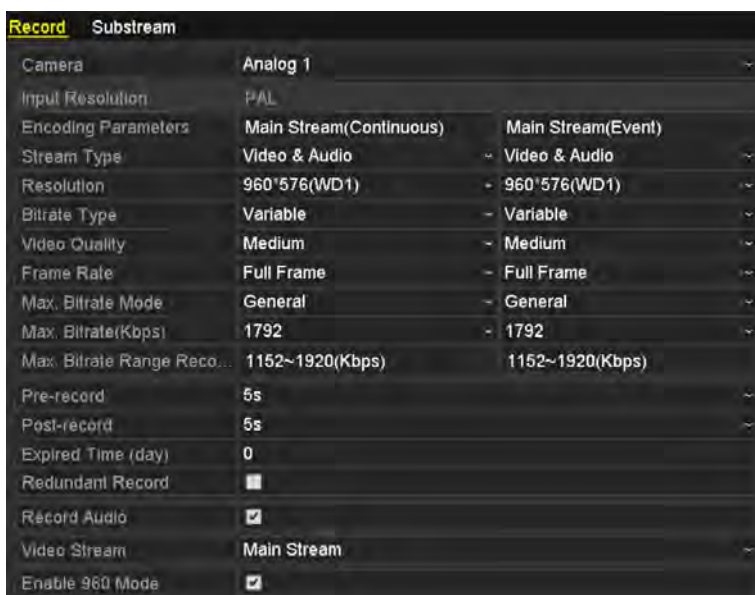 Record Substream
Camera Analog 1
Input Resolution PAL
Encoding Parameters Main Stream(Continuous) Main Stream(Event)
Stream Type Video & Audio Video & Audio
Resolution 960*576(WD1) 960*576(WD1)
Bitrate Type Variable Variable
Video Quality Medium Medium
Frame Rate Full Frame Full Frame
Max. Bitrate Mode General General
Max. Bitrate(Kbps) 1792 1792
Max. Bitrate Range Reco... 1152~1920(Kbps) 1152~1920(Kbps)
Pre-record 5s
Post-record 5s
Expired Time (day) 0
Redundant Record
Record Audio
Video Stream Main Stream
Enable 960 Mode